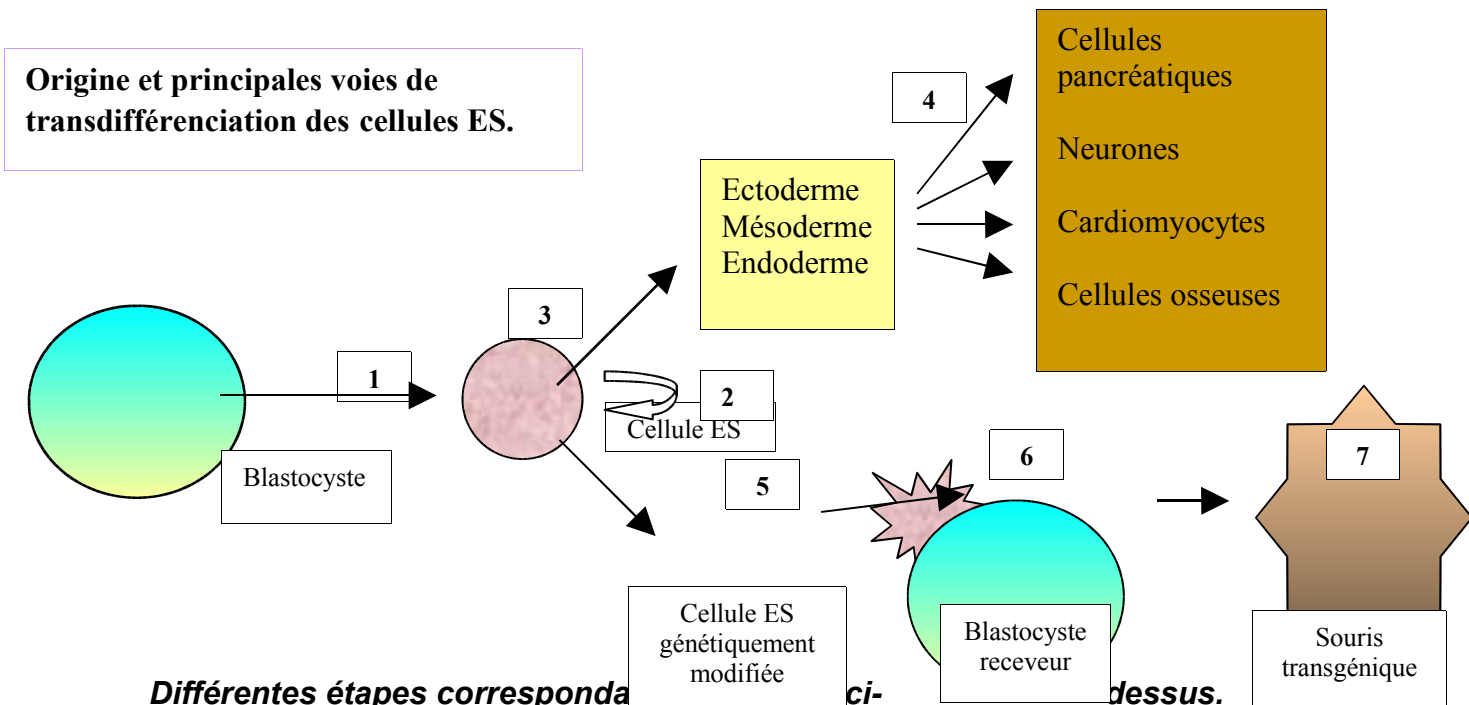 Origine et principales voies de
transdifférenciation des cellules ES.
4
Cellules
pancréatiques
Neurones
Cardiomyocytes
Cellules osseuses
Ectoderme
Mésoderme
Endoderme
3
1
2
Cellule ES
Blastocyste
5
6
7
Cellule ES
génétiquement
modifiée
Blastocyste
receveur
Souris
transgénique
Différentes étapes ci- dessus.